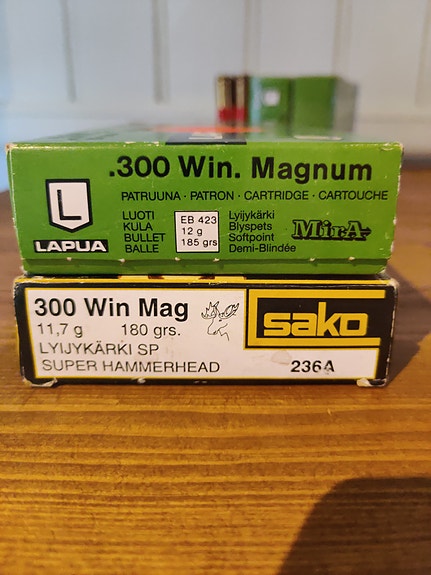 .300 Win. Magnum
PATRUUNA · PATRON · CARTRIDGE · CARTOUCHE
L
LAPUA
LUOTI
KULA
BULLET
BALLE
EB 423
12 g
185 grs
Lyijykärki
Blyspets
Softpoint
Demi-Blindée
MirA
300 Win Mag
11,7 g 180 grs.
LYIJYKÄRKI SP
SUPER HAMMERHEAD
sako
236A